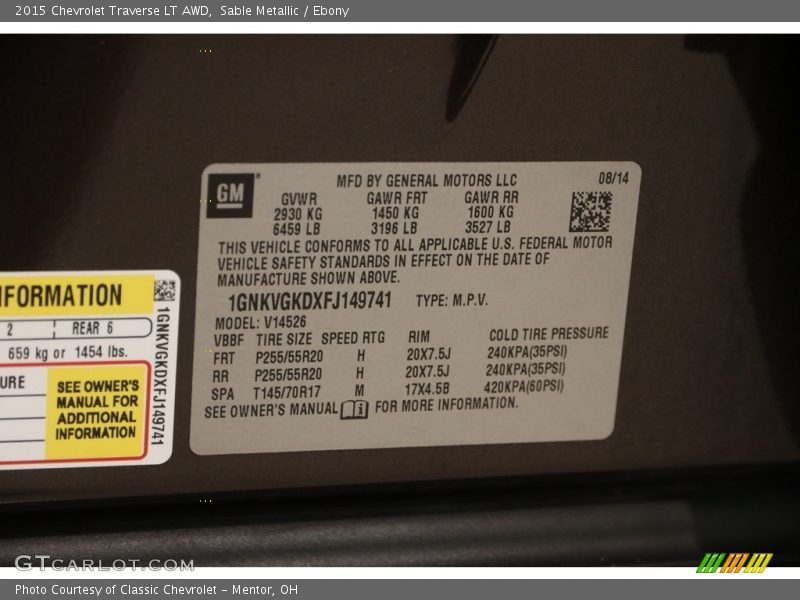 2015 Chevrolet Traverse LT AWD, Sable Metallic / Ebony
GM
MFD BY GENERAL MOTORS LLC 08/14
GVWR GAWR FRT GAWR RR
2930 KG 1450 KG 1600 KG
6459 LB 3196 LB 3527 LB
THIS VEHICLE CONFORMS TO ALL APPLICABLE U.S. FEDERAL MOTOR
VEHICLE SAFETY STANDARDS IN EFFECT ON THE DATE OF
MANUFACTURE SHOWN ABOVE.
1GNKVGKDXFJ149741 TYPE: M.P.V.
MODEL: V14526
VBBF TIRE SIZE SPEED RTG RIM COLD TIRE PRESSURE
FRT P255/55R20 H 20X7.5J 240KPA(35PSI)
RR P255/55R20 H 20X7.5J 240KPA(35PSI)
SPA T145/70R17 M 17X4.5B 420KPA(60PSI)
SEE OWNER'S MANUAL i FOR MORE INFORMATION.
NFORMATION
2 REAR 6
659 kg or 1454 lbs.
URE
SEE OWNER'S
MANUAL FOR
ADDITIONAL
INFORMATION
1GNKVGKDXFJ149741
GTCARLOT.COM
Photo Courtesy of Classic Chevrolet - Mentor, OH